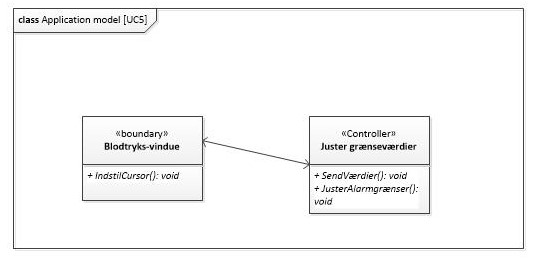 class Application model [UC5]
«boundary»
Blodtryks-vindue
+ IndstilCursor(): void
«Controller»
Juster grænseværdier
+ SendVærdier(): void
+ JusterAlarmgrænser():
void